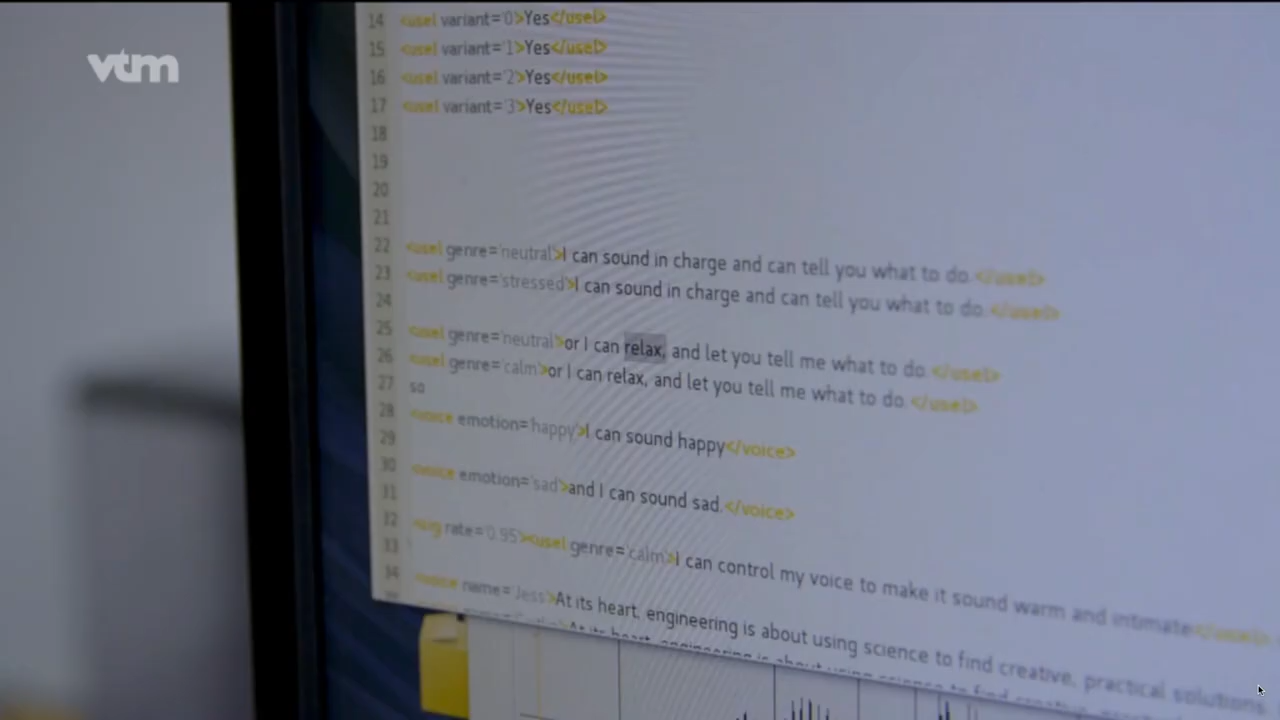 vtm
14 <usel variant='0'>Yes</usel>
15 <usel variant='1'>Yes</usel>
16 <usel variant='2'>Yes</usel>
17 <usel variant='3'>Yes</usel>
18
19
20
21
22 <usel genre='neutral'>I can sound in charge and can tell you what to do.</usel>
23 <usel genre='stressed'>I can sound in charge and can tell you what to do.</usel>
24
25 <usel genre='neutral'>or I can relax, and let you tell me what to do.</usel>
26 <usel genre='calm'>or I can relax, and let you tell me what to do.</usel>
27 so
28 <voice emotion='happy'>I can sound happy</voice>
29
30 <voice emotion='sad'>and I can sound sad.</voice>
31
32 <sig rate='0.95'><usel genre='calm'>I can control my voice to make it sound warm and intimate</usel>
33
34 <voice name='Jess'>At its heart, engineering is about using science to find creative, practical solutions.